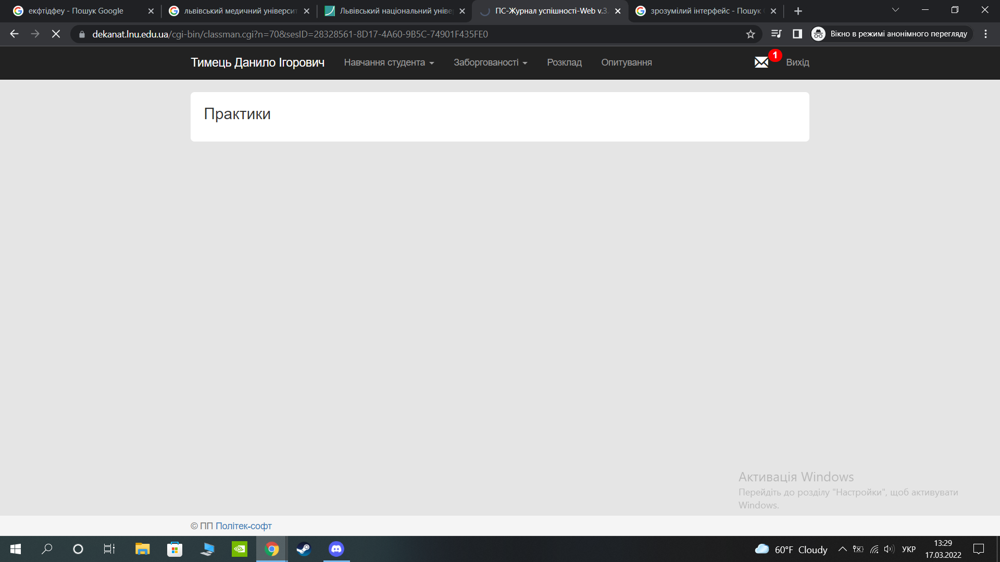 екфтідфеу - Пошук Google
львівський медичний університ
Львівський національний уніве
ПС-Журнал успішності-Web v.3.
зрозумілий інтерфейс - Пошук
dekanat.lnu.edu.ua/cgi-bin/classman.cgi?n=70&sesID=28328561-8D17-4A60-9B5C-74901F435FE0
Вікно в режимі анонімного перегляду
Тимець Данило Ігорович
Навчання студента
Заборгованості
Розклад
Опитування
1
Вихід
Практики
Активація Windows
Перейдіть до розділу "Настройки", щоб активувати
Windows.
© ПП Політек-софт
60°F Cloudy
УКР
13:29
17.03.2022